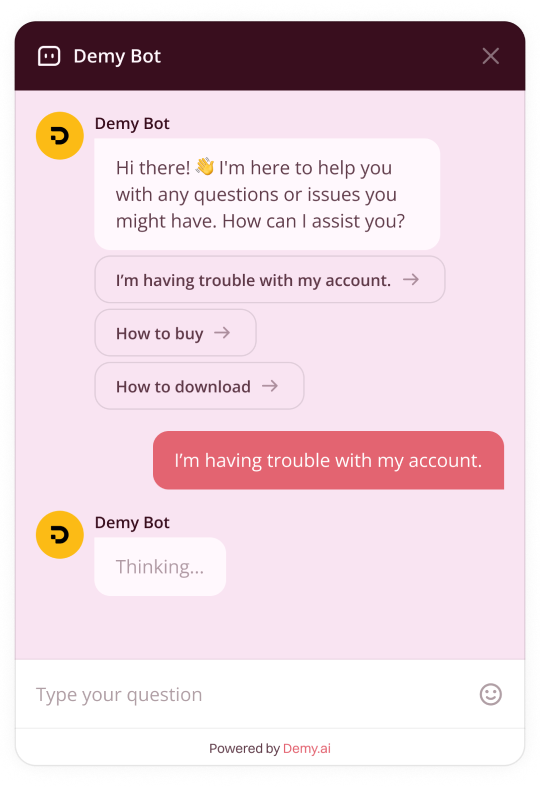 Demy Bot
Demy Bot
Hi there! 👋 I'm here to help you
with any questions or issues you
might have. How can I assist you?
I’m having trouble with my account.
How to buy
How to download
I’m having trouble with my account.
Demy Bot
Thinking...
Type your question
Powered by Demy.ai